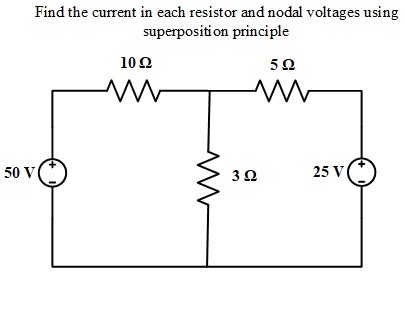 Find the current in each resistor and nodal voltages using
superposition principle
10 Ω
5 Ω
50 V
+
3 Ω
25 V
+